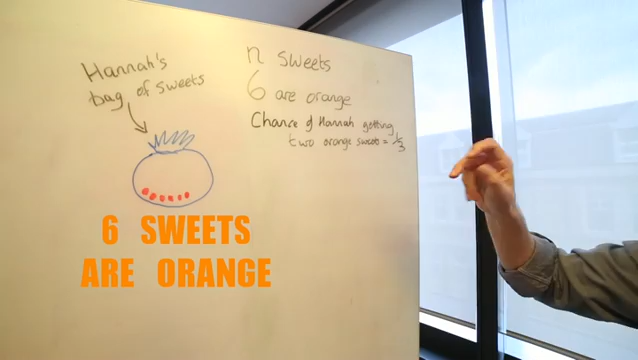 Hannah's
bag of sweets
n sweets
6 are orange
Chance of Hannah getting
two orange sweets = 1/3
6 SWEETS
ARE ORANGE